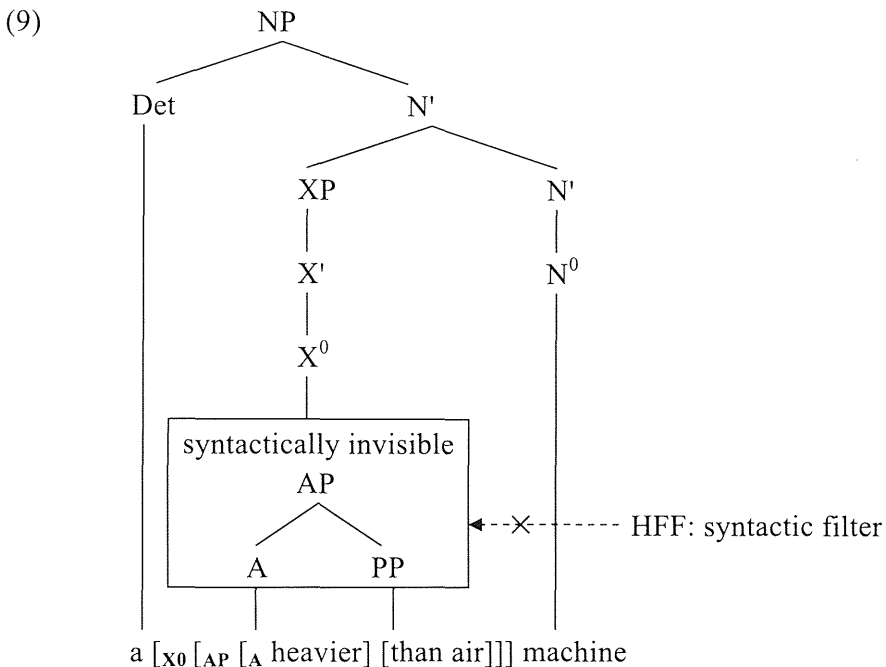 (9)
NP
Det N'
XP N'
X' N⁰
X⁰
syntactically invisible
AP
HFF: syntactic filter
A PP
a [X0 [AP [A heavier] [than air]]] machine